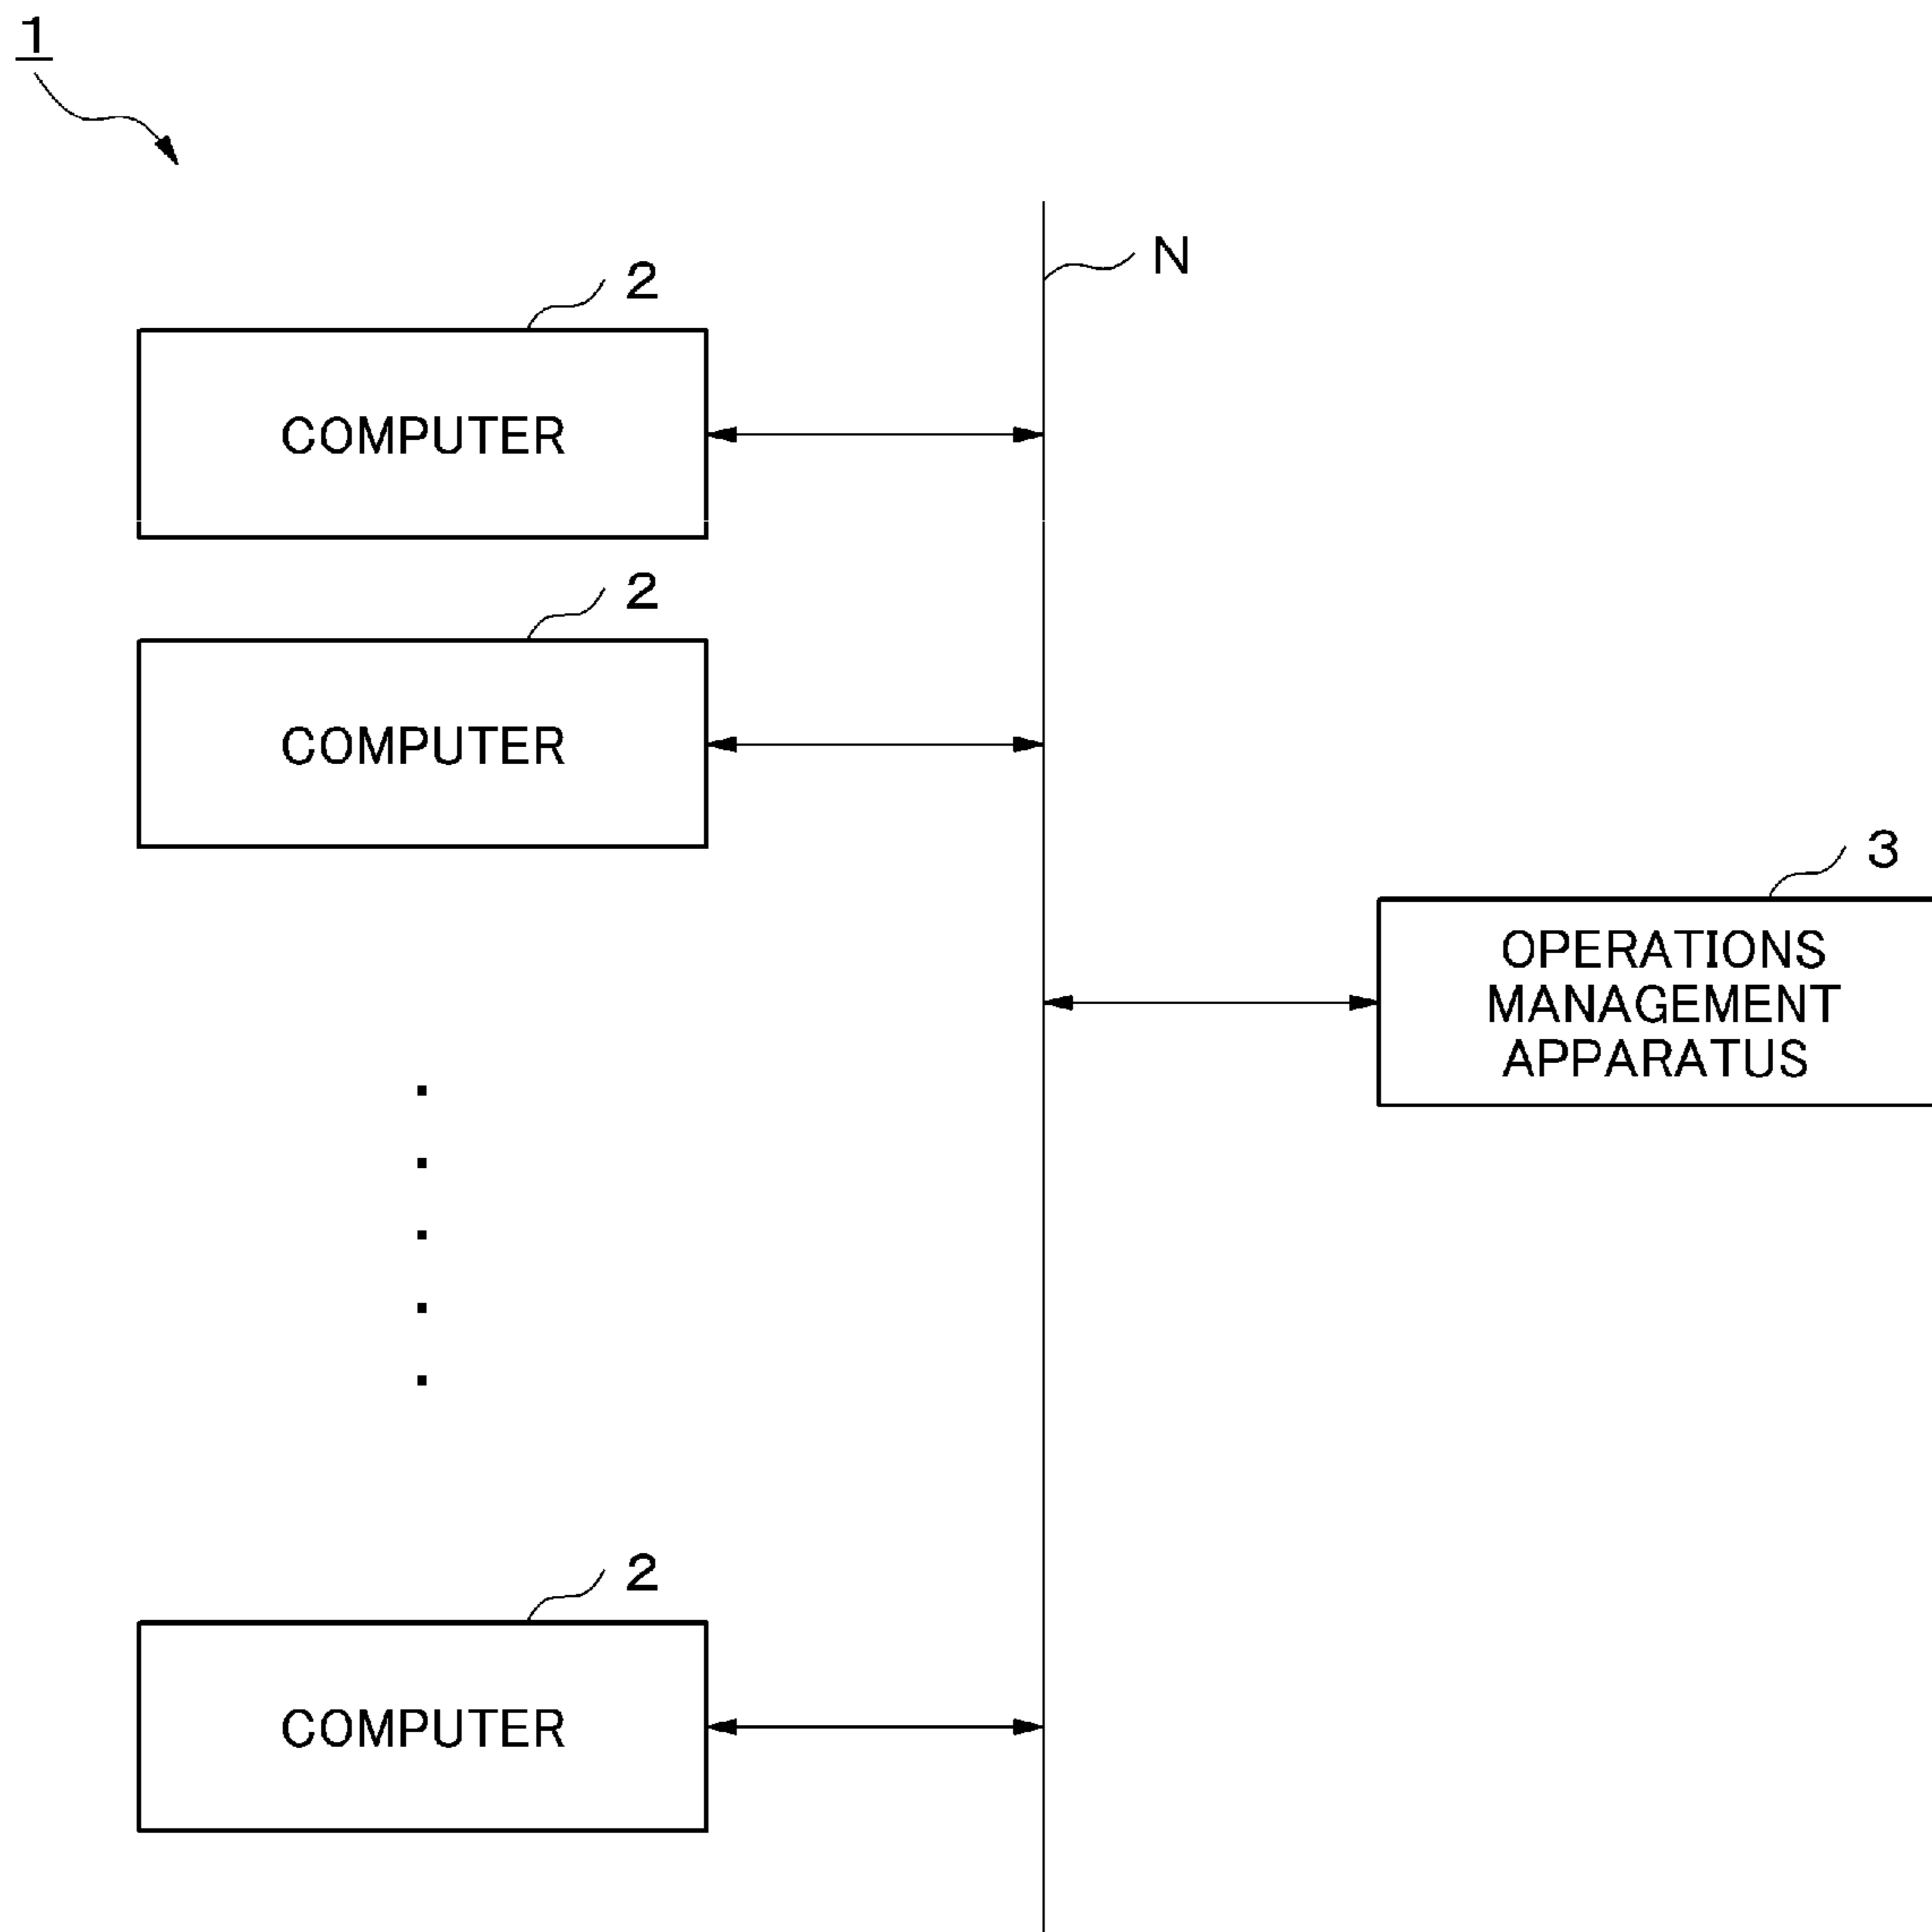 1
N
2
COMPUTER
2
COMPUTER
3
OPERATIONS
MANAGEMENT
APPARATUS
2
COMPUTER